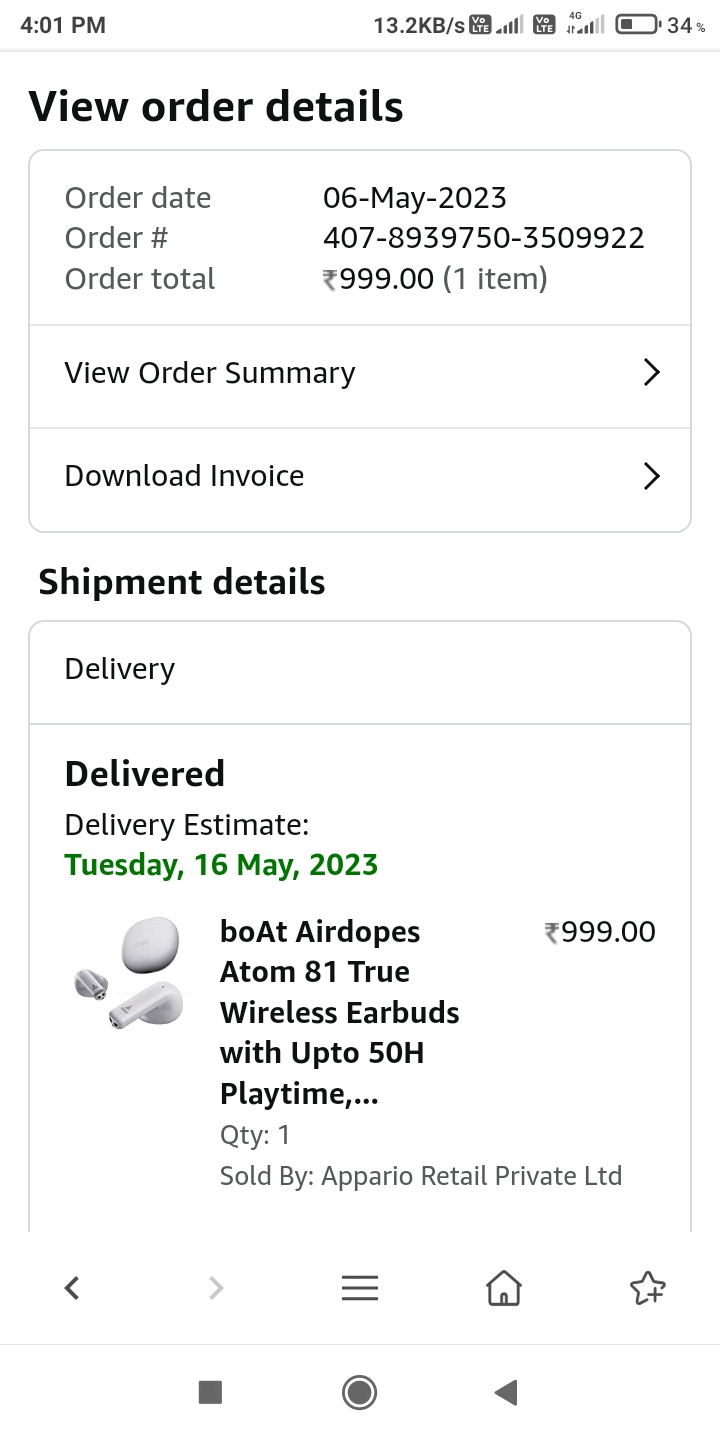 4:01 PM
13.2KB/s Vo LTE Vo LTE 4G 34 %
View order details
Order date 06-May-2023
Order # 407-8939750-3509922
Order total ₹999.00 (1 item)
View Order Summary
Download Invoice
Shipment details
Delivery
Delivered
Delivery Estimate:
Tuesday, 16 May, 2023
boAt Airdopes ₹999.00
Atom 81 True
Wireless Earbuds
with Upto 50H
Playtime,...
Qty: 1
Sold By: Appario Retail Private Ltd